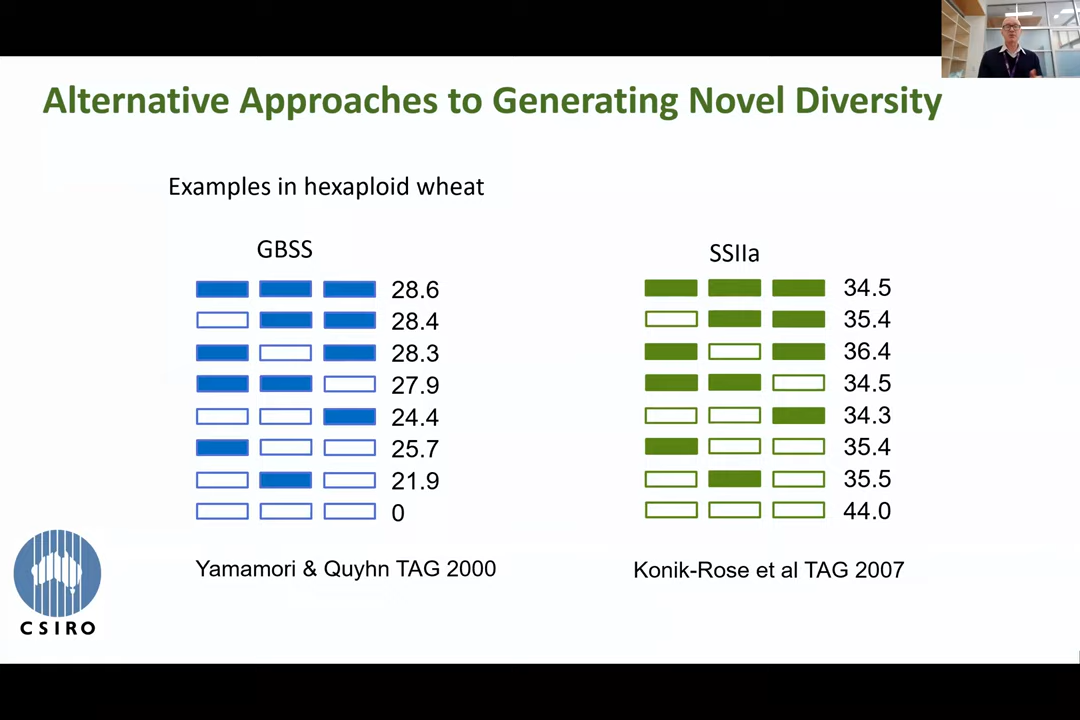 Alternative Approaches to Generating Novel Diversity
Examples in hexaploid wheat
GBSS
28.6
28.4
28.3
27.9
24.4
25.7
21.9
0
Yamamori & Quyhn TAG 2000
SSIIa
34.5
35.4
36.4
34.5
34.3
35.4
35.5
44.0
Konik-Rose et al TAG 2007
CSIRO